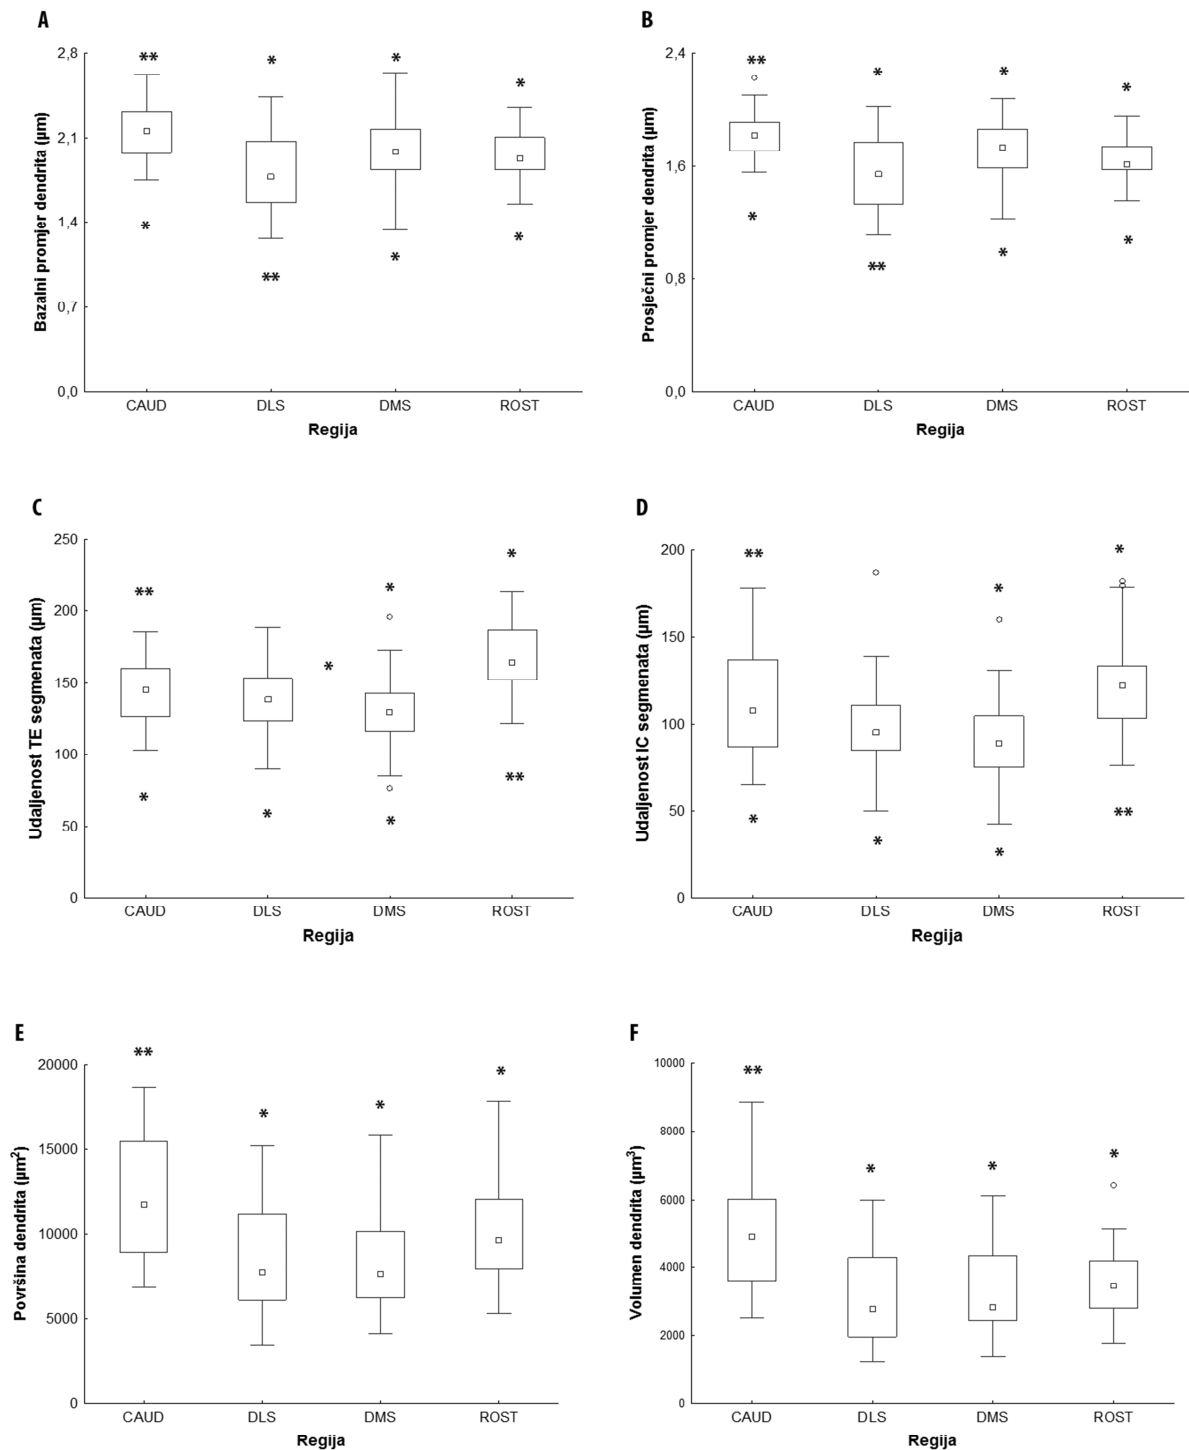 A
Bazalni promjer dendrita (µm)
2,8
2,1
1,4
0,7
0,0
** * * *
* ** * *
CAUD DLS DMS ROST
Regija
B
Prosječni promjer dendrita (µm)
2,4
1,6
0,8
0,0
** * * *
* ** * *
CAUD DLS DMS ROST
Regija
C
Udaljenost TE segmenata (µm)
250
200
150
100
50
0
** * *
*
* * * **
CAUD DLS DMS ROST
Regija
D
Udaljenost IC segmenata (µm)
200
150
100
50
0
** * *
* * * **
CAUD DLS DMS ROST
Regija
E
Površina dendrita (µm²)
20000
15000
10000
5000
0
** * * *
CAUD DLS DMS ROST
Regija
F
Volumen dendrita (µm³)
10000
8000
6000
4000
2000
0
** * * *
CAUD DLS DMS ROST
Regija